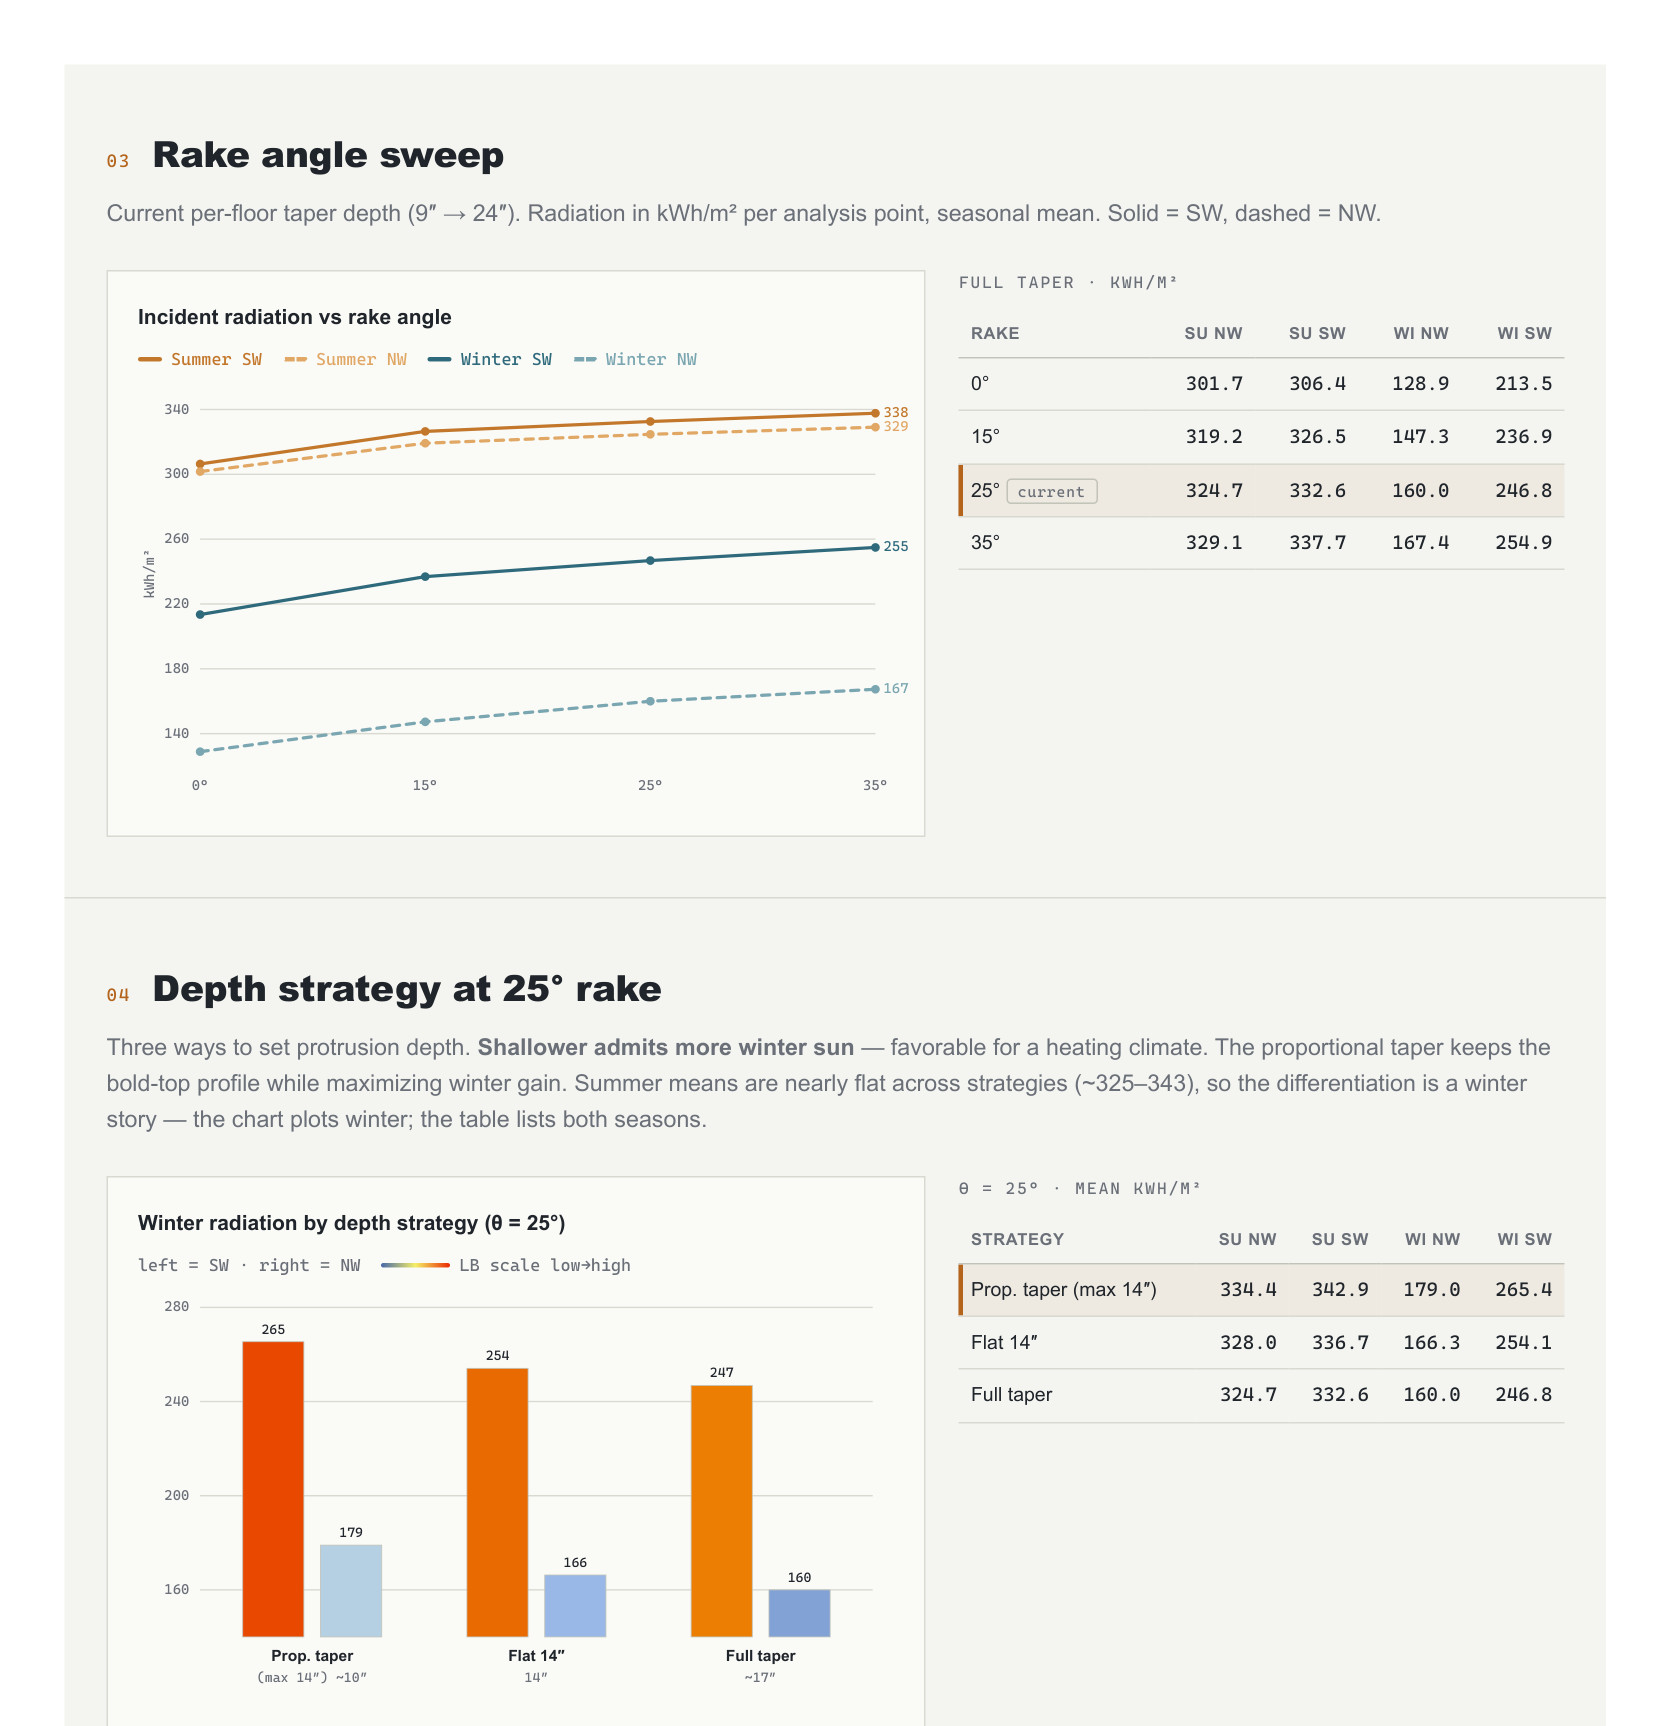 03 Rake angle sweep
Current per-floor taper depth (9″ → 24″). Radiation in kWh/m² per analysis point, seasonal mean. Solid = SW, dashed = NW.
Incident radiation vs rake angle
Summer SW Summer NW Winter SW Winter NW
340
300
260
220
180
140
kWh/m²
338
329
255
167
0° 15° 25° 35°
FULL TAPER · KWH/M²
RAKE SU NW SU SW WI NW WI SW
0° 301.7 306.4 128.9 213.5
15° 319.2 326.5 147.3 236.9
25° current 324.7 332.6 160.0 246.8
35° 329.1 337.7 167.4 254.9
04 Depth strategy at 25° rake
Three ways to set protrusion depth. Shallower admits more winter sun — favorable for a heating climate. The proportional taper keeps the
bold-top profile while maximizing winter gain. Summer means are nearly flat across strategies (~325–343), so the differentiation is a winter
story — the chart plots winter; the table lists both seasons.
Winter radiation by depth strategy (θ = 25°)
left = SW · right = NW LB scale low→high
280
240
200
160
265 179 254 166 247 160
Prop. taper Flat 14″ Full taper
(max 14″) ~10″ 14″ ~17″
θ = 25° · MEAN KWH/M²
STRATEGY SU NW SU SW WI NW WI SW
Prop. taper (max 14″) 334.4 342.9 179.0 265.4
Flat 14″ 328.0 336.7 166.3 254.1
Full taper 324.7 332.6 160.0 246.8